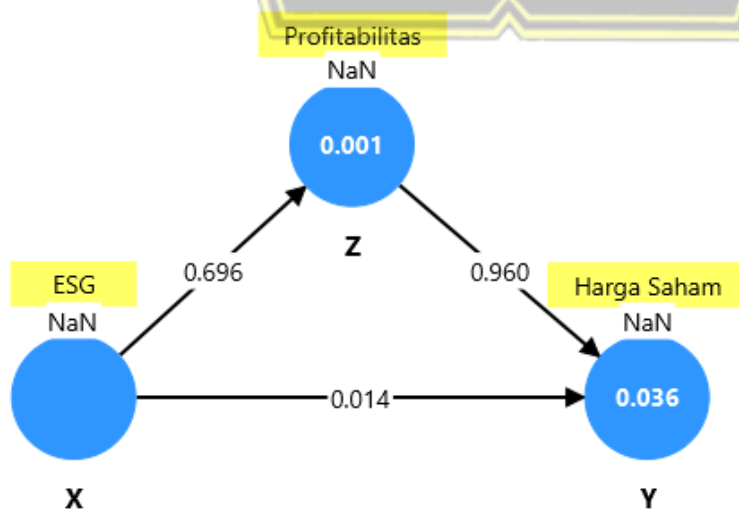 Profitabilitas
NaN
0.001
Z
0.696
0.960
ESG
NaN
Harga Saham
NaN
0.014
0.036
X
Y